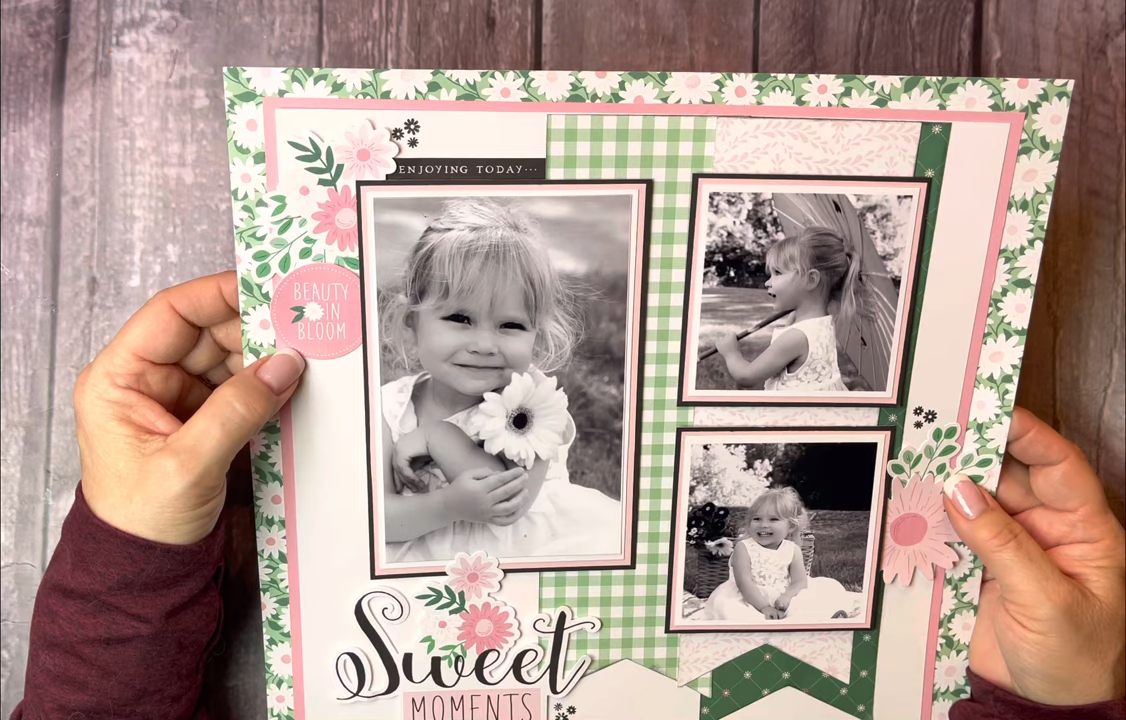 ENJOYING TODAY...
BEAUTY
IN
BLOOM
Sweet
MOMENTS